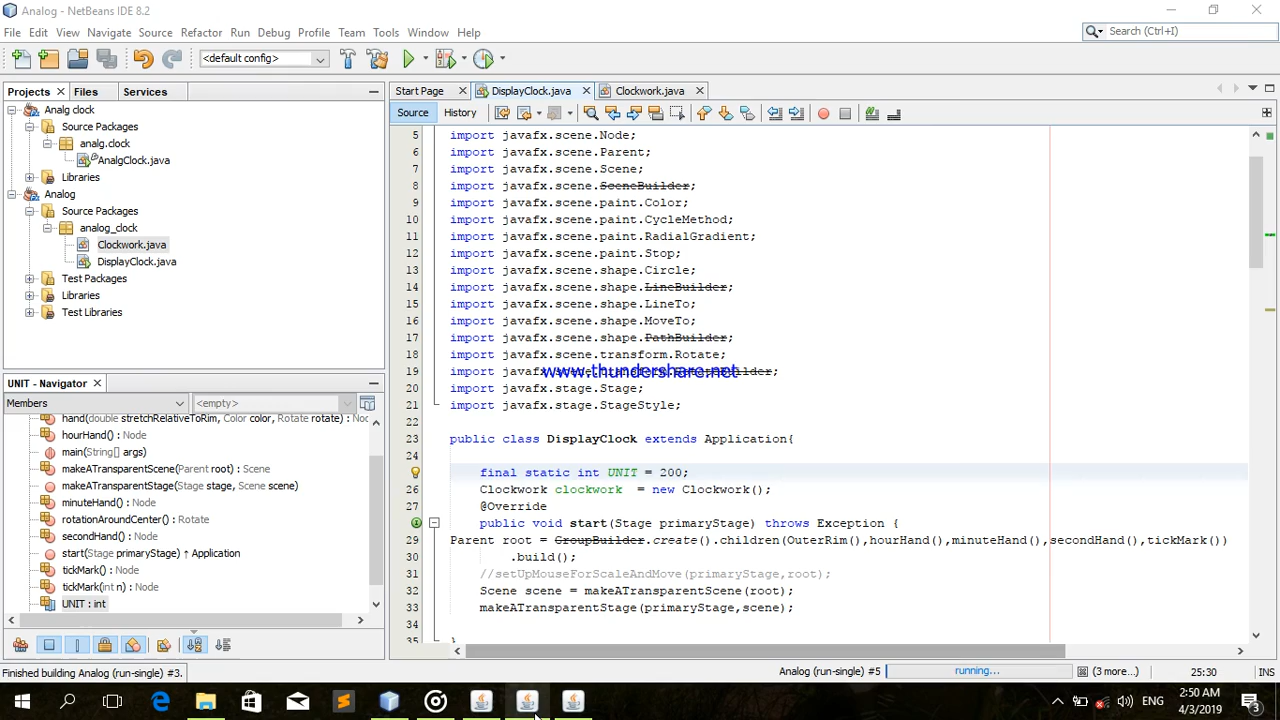 Analog - NetBeans IDE 8.2
File Edit View Navigate Source Refactor Run Debug Profile Team Tools Window Help
Search (Ctrl+I)
<default config>
Projects Files Services
Analg clock
Source Packages
analg.clock
AnalgClock.java
Libraries
Analog
Source Packages
analog_clock
Clockwork.java
DisplayClock.java
Test Packages
Libraries
Test Libraries
UNIT - Navigator
Members
<empty>
hand(double stretchRelativeToRim, Color color, Rotate rotate) : Noc
hourHand() : Node
main(String[] args)
makeATransparentScene(Parent root) : Scene
makeATransparentStage(Stage stage, Scene scene)
minuteHand() : Node
rotationAroundCenter() : Rotate
secondHand() : Node
start(Stage primaryStage) ↑ Application
tickMark() : Node
tickMark(int n) : Node
UNIT : int
Start Page DisplayClock.java Clockwork.java
Source History
5 import javafx.scene.Node;
6 import javafx.scene.Parent;
7 import javafx.scene.Scene;
8 import javafx.scene.SceneBuilder;
9 import javafx.scene.paint.Color;
10 import javafx.scene.paint.CycleMethod;
11 import javafx.scene.paint.RadialGradient;
12 import javafx.scene.paint.Stop;
13 import javafx.scene.shape.Circle;
14 import javafx.scene.shape.LineBuilder;
15 import javafx.scene.shape.LineTo;
16 import javafx.scene.shape.MoveTo;
17 import javafx.scene.shape.PathBuilder;
18 import javafx.scene.transform.Rotate;
19 import javafx.
www.thundershare.net
20 import javafx.stage.Stage;
21 import javafx.stage.StageStyle;
22
23 public class DisplayClock extends Application{
24
25 final static int UNIT = 200;
26 Clockwork clockwork = new Clockwork();
27 @Override
28 public void start(Stage primaryStage) throws Exception {
29 Parent root = GroupBuilder.create().children(OuterRim(),hourHand(),minuteHand(),secondHand(),tickMark())
30 .build();
31 //setUpMouseForScaleAndMove(primaryStage,root);
32 Scene scene = makeATransparentScene(root);
33 makeATransparentStage(primaryStage,scene);
34
35 }
Finished building Analog (run-single) #3.
Analog (run-single) #5 running... (3 more...) 25:30 INS
ENG
2:50 AM
4/3/2019
3